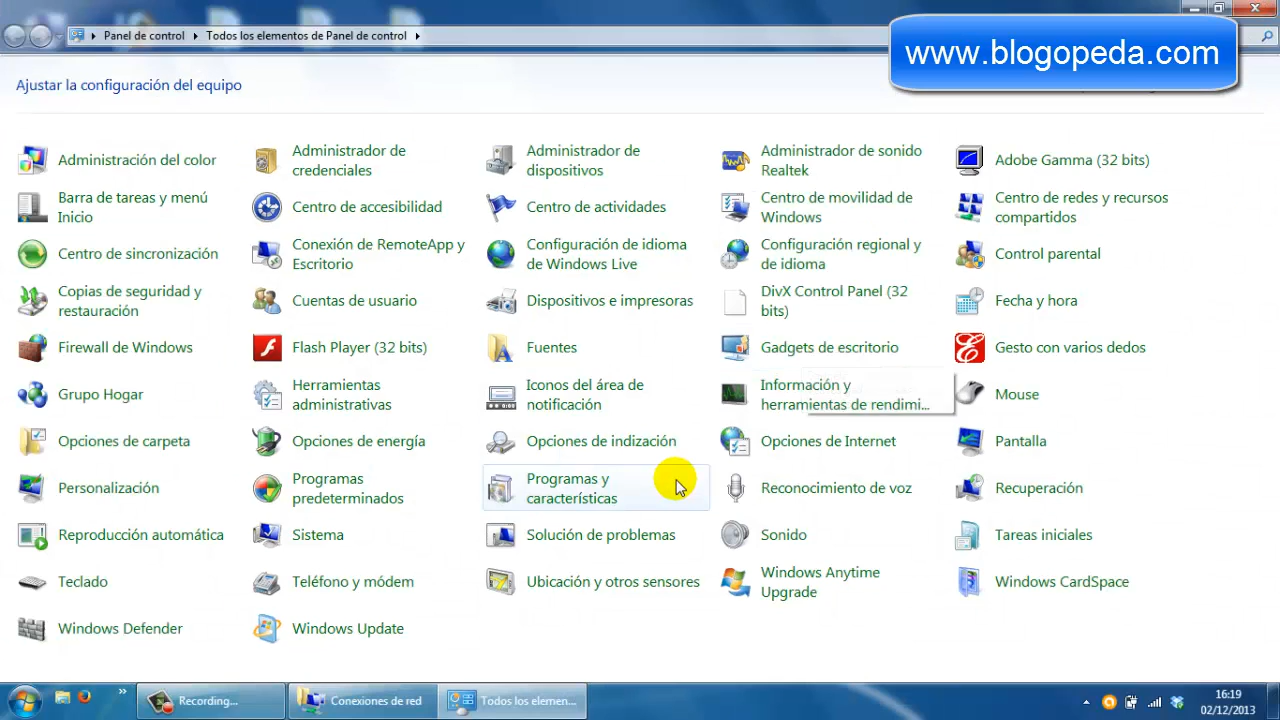 Panel de control
Todos los elementos de Panel de control
www.blogopeda.com
Ajustar la configuración del equipo
Administración del color
Administrador de
credenciales
Administrador de
dispositivos
Administrador de sonido
Realtek
Adobe Gamma (32 bits)
Barra de tareas y menú
Inicio
Centro de accesibilidad
Centro de actividades
Centro de movilidad de
Windows
Centro de redes y recursos
compartidos
Centro de sincronización
Conexión de RemoteApp y
Escritorio
Configuración de idioma
de Windows Live
Configuración regional y
de idioma
Control parental
Copias de seguridad y
restauración
Cuentas de usuario
Dispositivos e impresoras
DivX Control Panel (32
bits)
Fecha y hora
Firewall de Windows
Flash Player (32 bits)
Fuentes
Gadgets de escritorio
Gesto con varios dedos
Grupo Hogar
Herramientas
administrativas
Iconos del área de
notificación
Información y
herramientas de rendimi...
Mouse
Opciones de carpeta
Opciones de energía
Opciones de indización
Opciones de Internet
Pantalla
Personalización
Programas
predeterminados
Programas y
características
Reconocimiento de voz
Recuperación
Reproducción automática
Sistema
Solución de problemas
Sonido
Tareas iniciales
Teclado
Teléfono y módem
Ubicación y otros sensores
Windows Anytime
Upgrade
Windows CardSpace
Windows Defender
Windows Update
Recording...
Conexiones de red
Todos los elemen...
16:19
02/12/2013